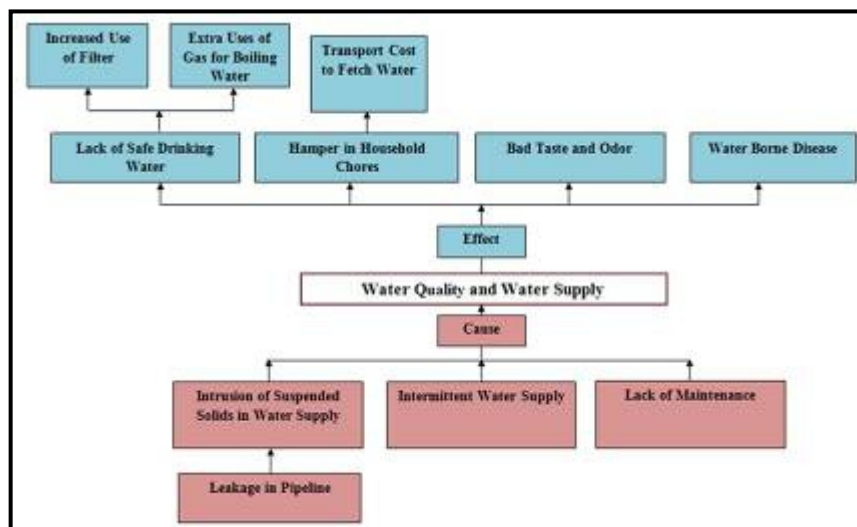 Increased Use
of Filter
Extra Uses of
Gas for Boiling
Water
Transport Cost
to Fetch Water
Lack of Safe Drinking
Water
Hamper in Household
Chores
Bad Taste and Odor
Water Borne Disease
Effect
Water Quality and Water Supply
Cause
Intrusion of Suspended
Solids in Water Supply
Intermittent Water Supply
Lack of Maintenance
Leakage in Pipeline